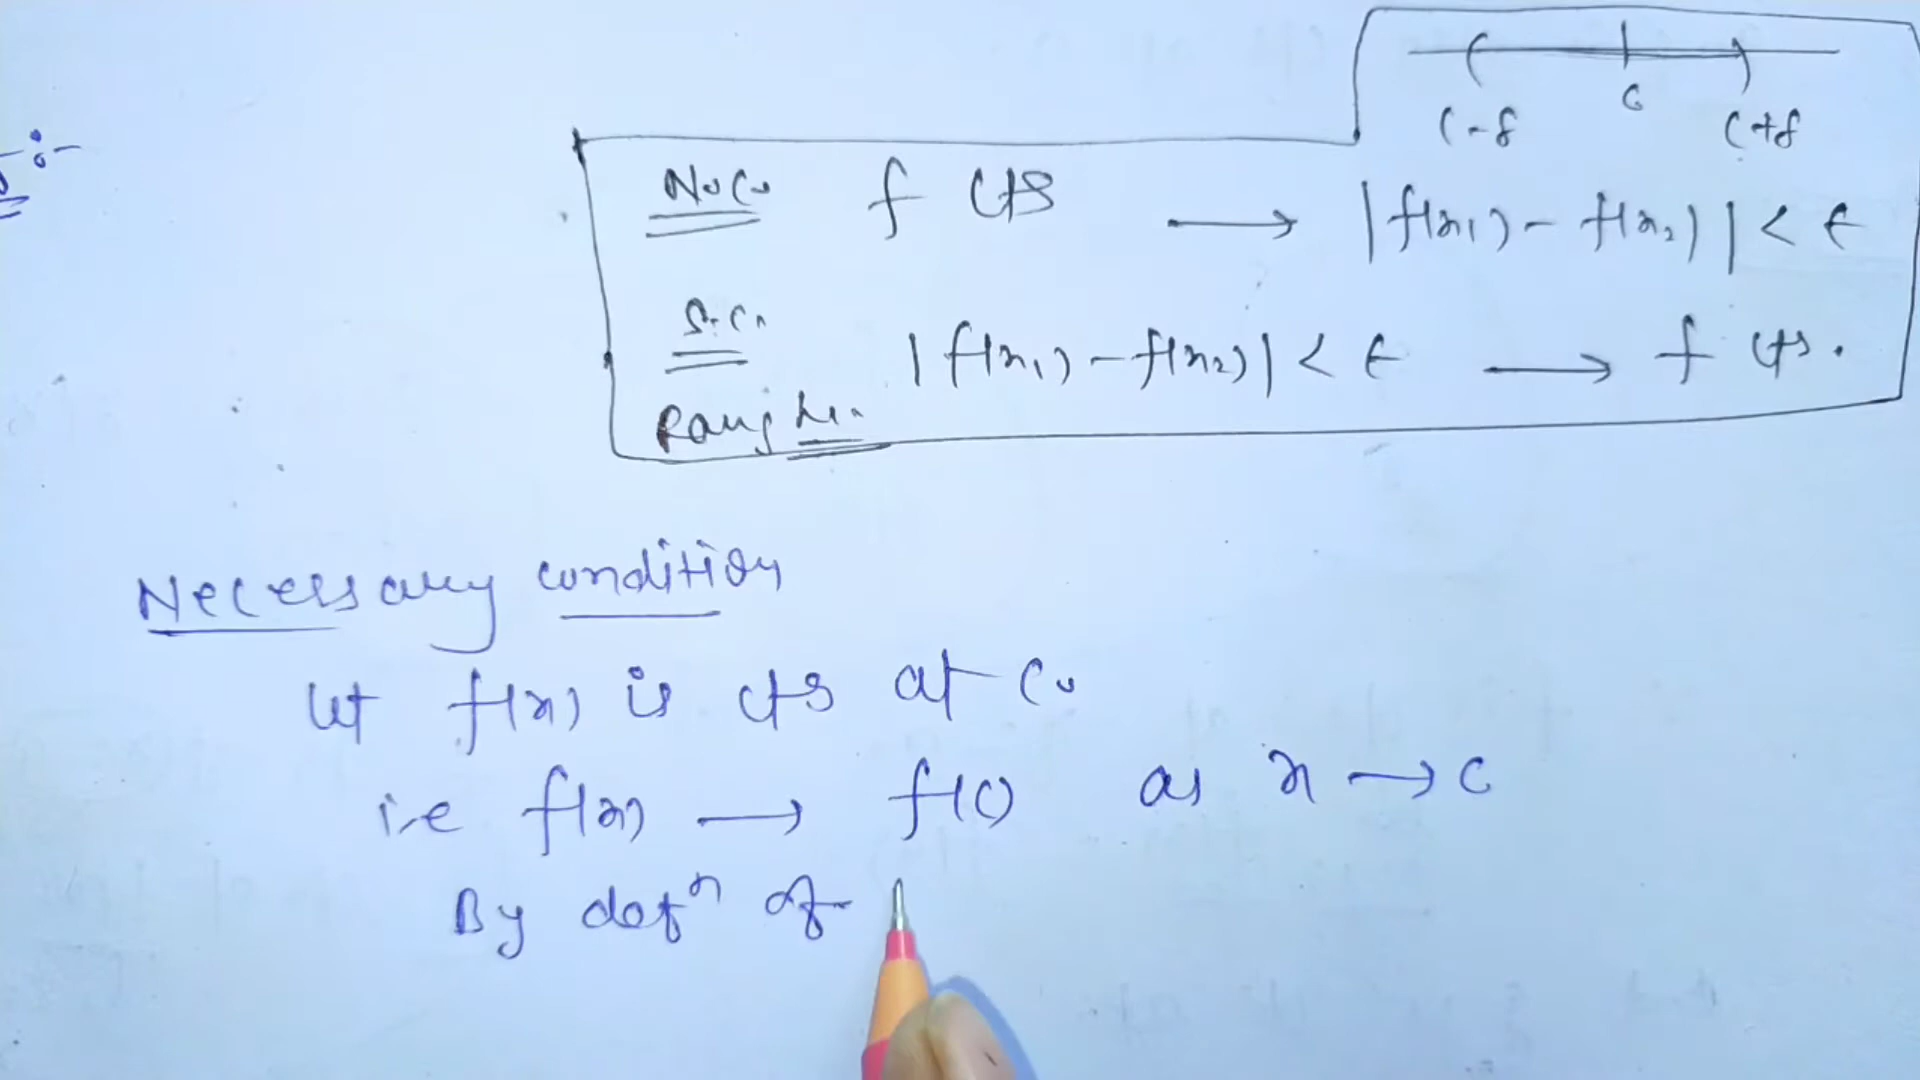 c
c-δ c+δ
N.C. f cts → |f(x₁) - f(x₂)| < ε
S.C. |f(x₁) - f(x₂)| < ε → f cts.
Necessary condition
let f(x) is cts at c.
i.e f(x) → f(c) as x → c
By defⁿ of